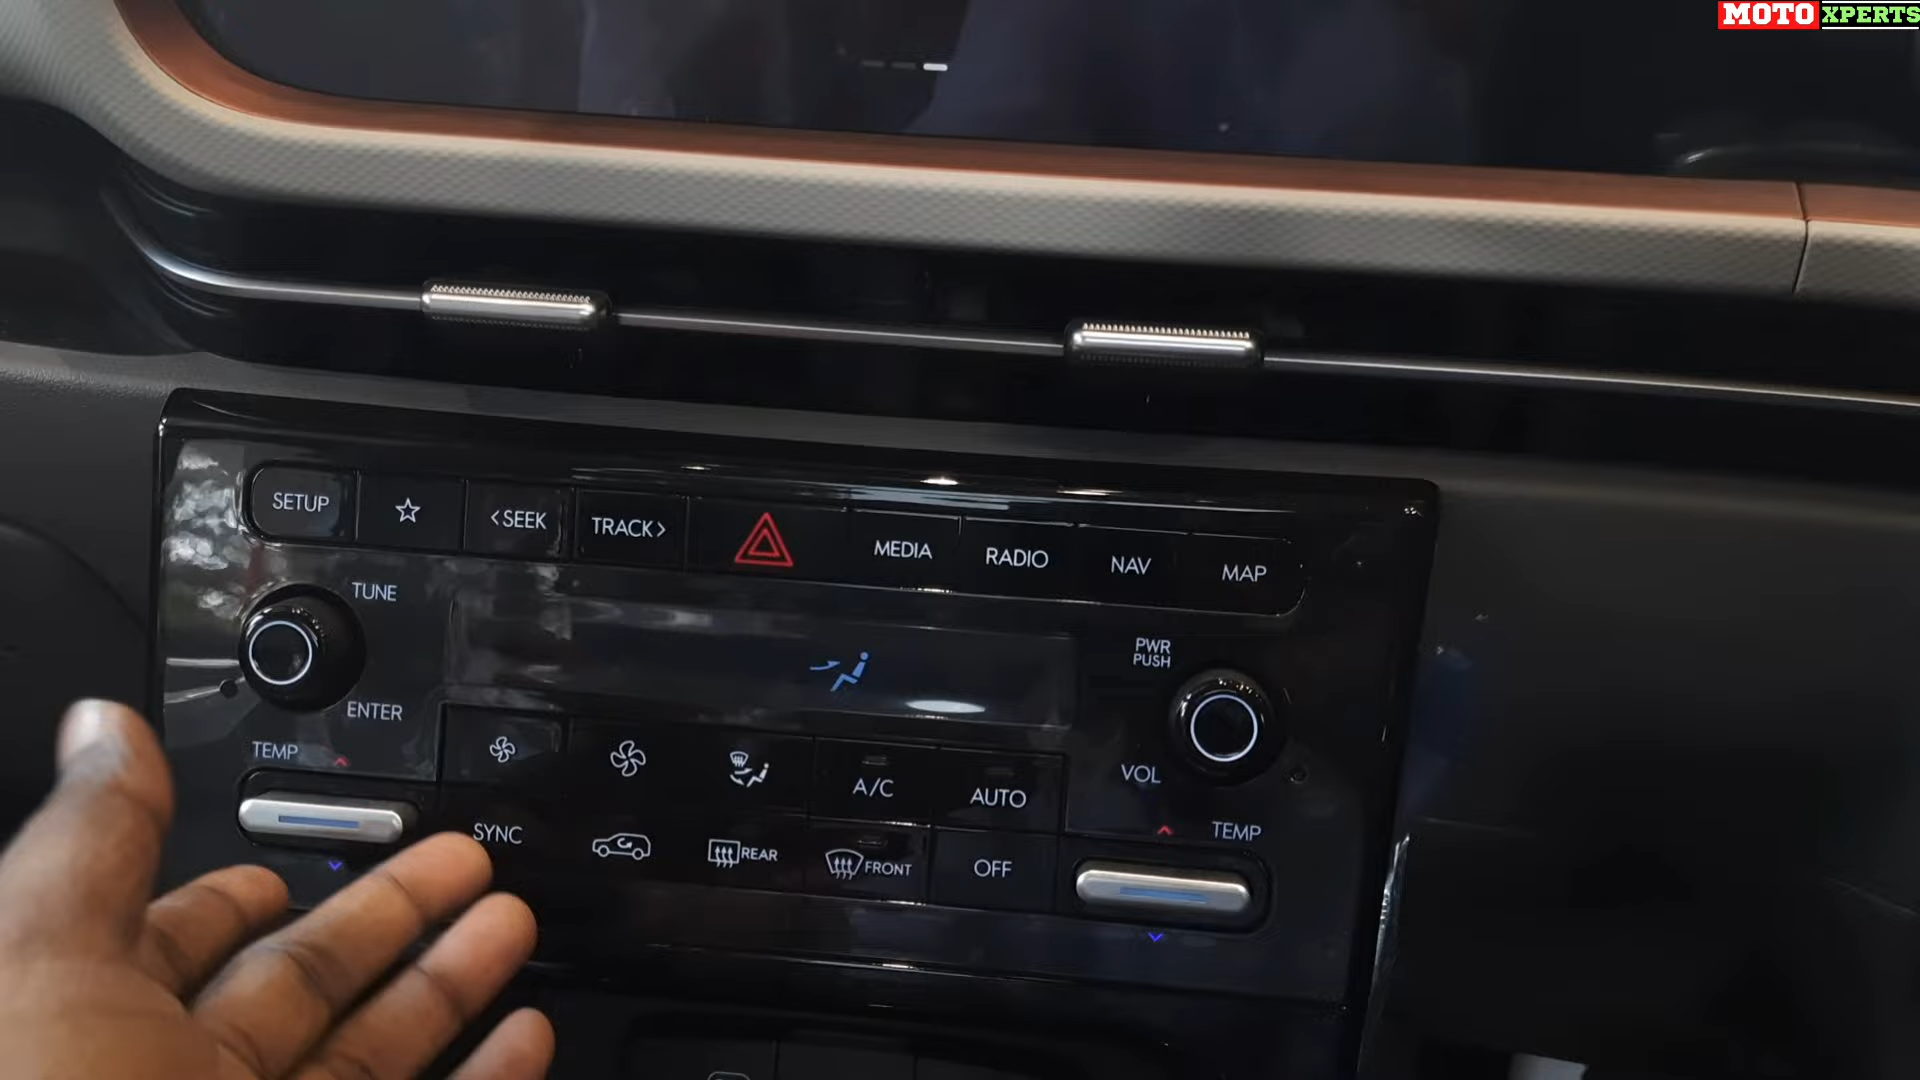 MOTO XPERTS
SETUP
< SEEK
TRACK >
MEDIA
RADIO
NAV
MAP
TUNE
ENTER
PWR
PUSH
VOL
TEMP
A/C
AUTO
TEMP
SYNC
REAR
FRONT
OFF